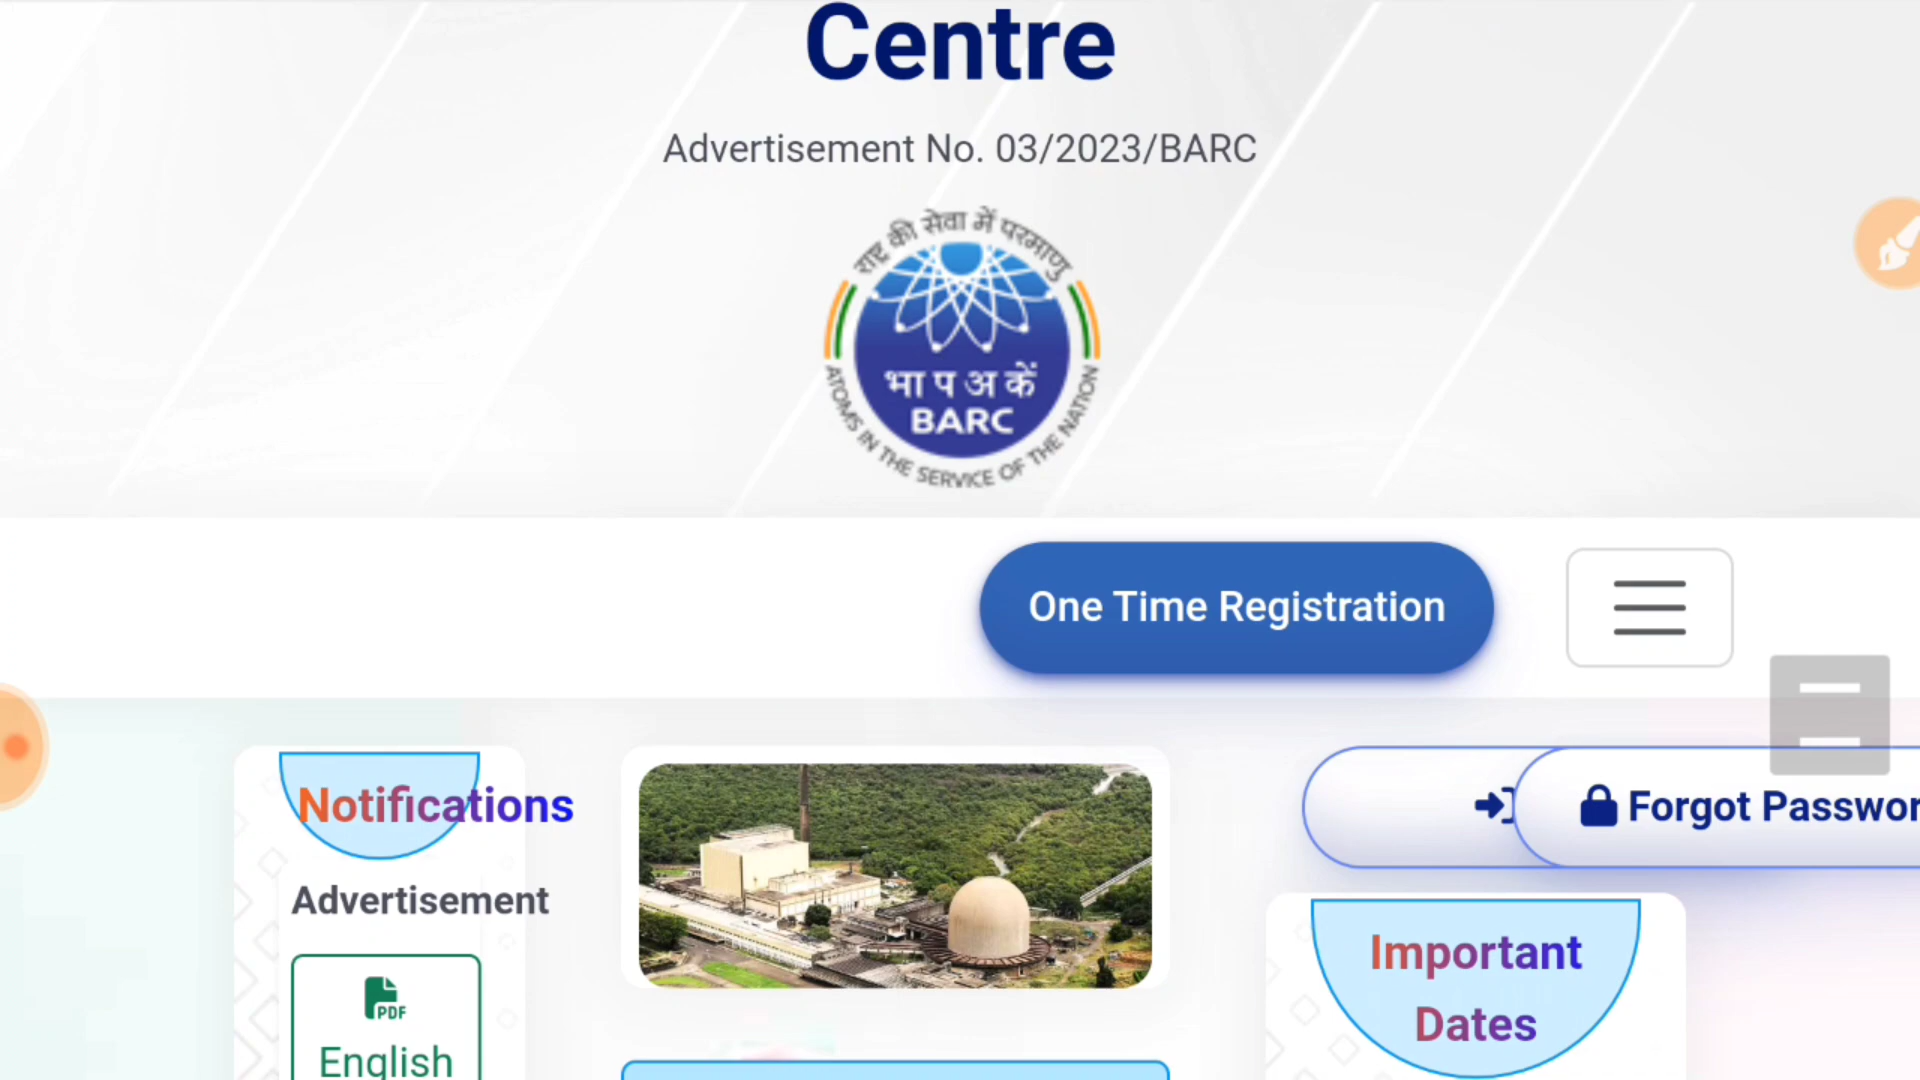 Centre
Advertisement No. 03/2023/BARC
राष्ट्र की सेवा में परमाणु
भा प अ कें
BARC
ATOMS IN THE SERVICE OF THE NATION
One Time Registration
Notifications
Forgot Passwor
Advertisement
Important
Dates
PDF
English